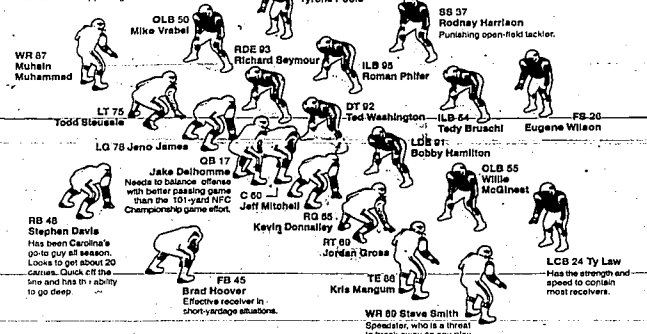 OLB 50
Mike Vrabel
SS 37
Rodney Harrison
Punishing open-field tackler.
WR 87
Muhsin
Muhammed
RDE 93
Richard Seymour
ILB 95
Roman Phifer
LT 75
Todd Steussie
DT 92
Ted Washington
ILB 54
Tedy Bruschi
FS 26
Eugene Wilson
LG 78 Jeno James
LDE 91
Bobby Hamilton
QB 17
Jake Delhomme
Needs to balance offense
with better passing game
than the 101-yard NFC
Championship game effort.
C 60
Jeff Mitchell
OLB 55
Willie
McGinest
RB 48
Stephen Davis
Has been Carolina's
go-to guy all season.
Looks to get about 20
carries. Quick off the
line and has the ability
to go deep.
RG 65
Kevin Donnalley
RT 69
Jordan Gross
LCB 24 Ty Law
Has the strength and
speed to contain
most receivers.
FB 45
Brad Hoover
Effective receiver in
short-yardage situations.
TE 86
Kris Mangum
WR 80 Steve Smith
Speedster, who is a threat